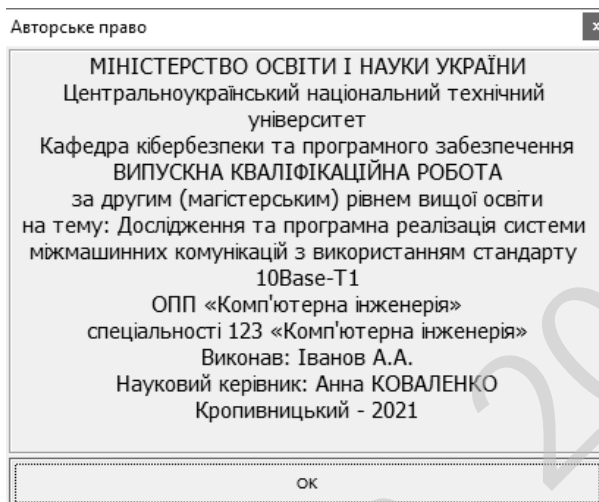 Авторське право
x
МІНІСТЕРСТВО ОСВІТИ І НАУКИ УКРАЇНИ
Центральноукраїнський національний технічний
університет
Кафедра кібербезпеки та програмного забезпечення
ВИПУСКНА КВАЛІФІКАЦІЙНА РОБОТА
за другим (магістерським) рівнем вищої освіти
на тему: Дослідження та програмна реалізація системи
міжмашинних комунікацій з використанням стандарту
10Base-T1
ОПП «Комп'ютерна інженерія»
спеціальності 123 «Комп'ютерна інженерія»
Виконав: Іванов А.А.
Науковий керівник: Анна КОВАЛЕНКО
Кропивницький - 2021
ОК